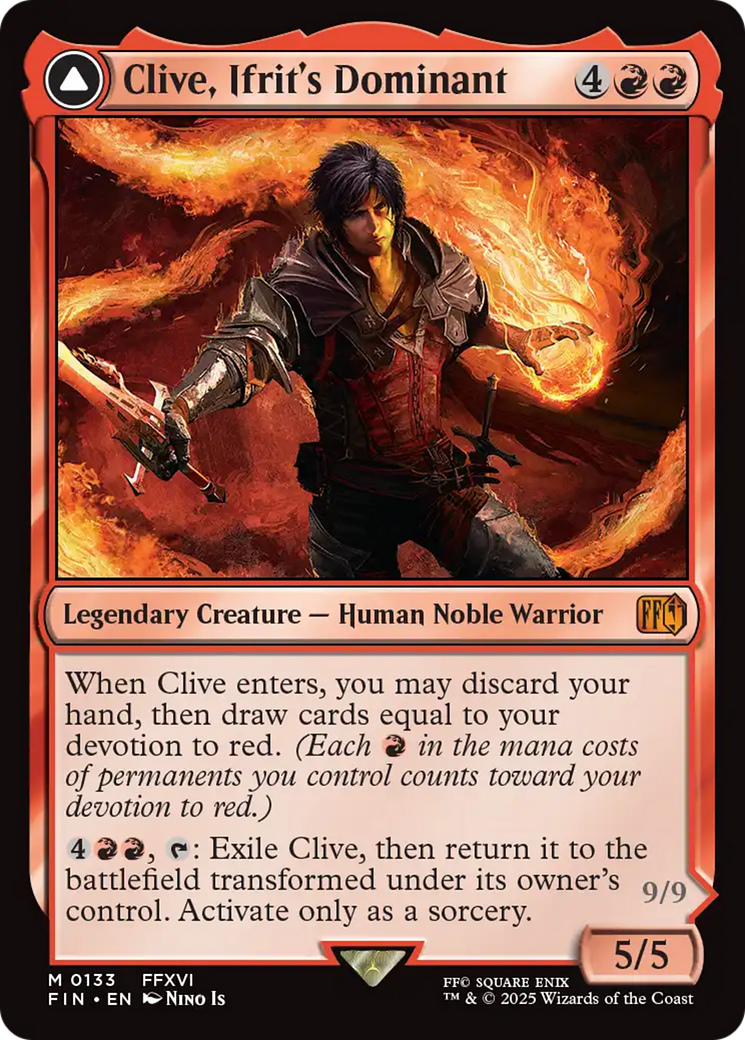 Clive, Ifrit's Dominant 4
Legendary Creature — Human Noble Warrior FF
When Clive enters, you may discard your
hand, then draw cards equal to your
devotion to red. (Each in the mana costs
of permanents you control counts toward your
devotion to red.)
4, : Exile Clive, then return it to the
battlefield transformed under its owner's
control. Activate only as a sorcery.
9/9
5/5
M 0133 FFXVI
FIN • EN Nino Is
FF© SQUARE ENIX
™ & © 2025 Wizards of the Coast